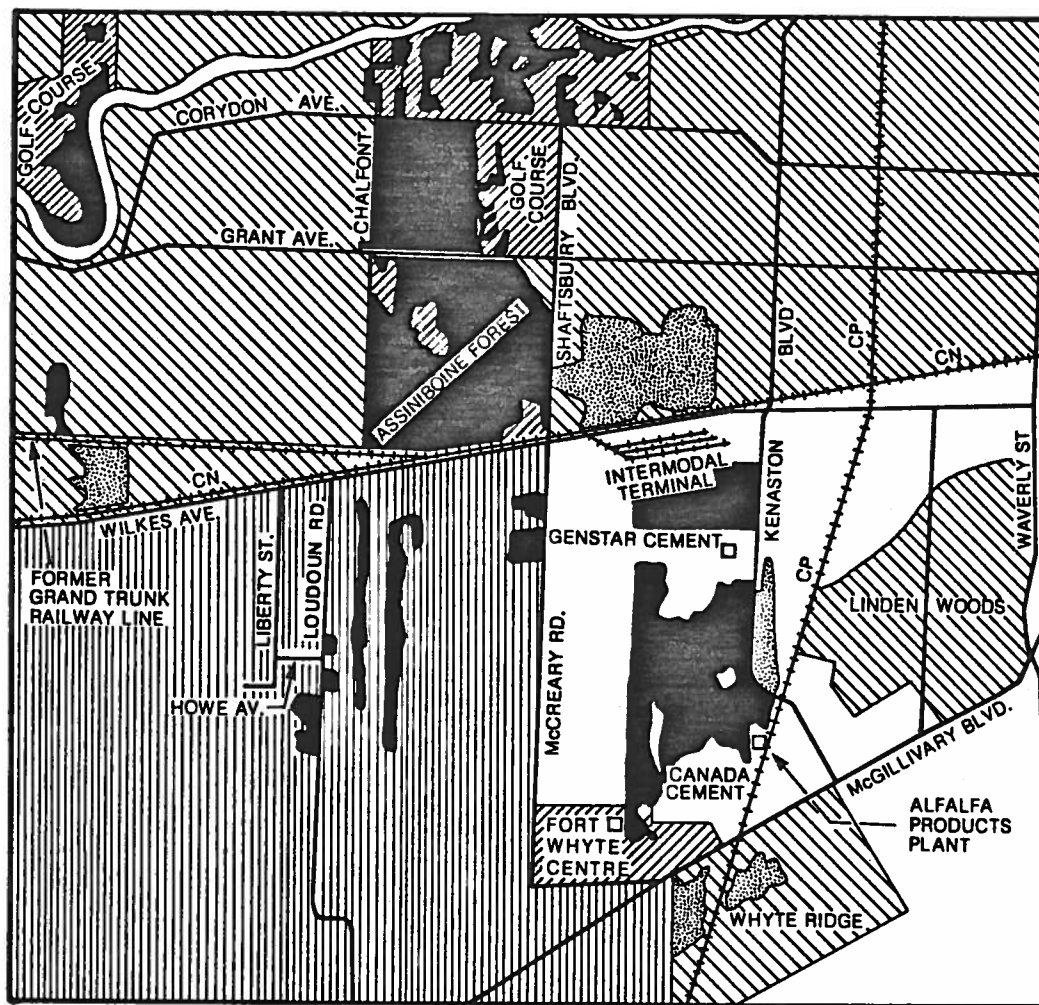 GOLF COURSE
CORYDON AVE.
CHALFONT
GOLF
COURSE
SHAFTSBURY BLVD.
GRANT AVE.
ASSINIBOINE FOREST
BLVD
CP
CN
INTERMODAL
TERMINAL
KENASTON
WAVERLY ST
CN
WILKES AVE.
FORMER
GRAND TRUNK
RAILWAY LINE
LIBERTY ST.
LOUDOUN RD.
GENSTAR CEMENT
CP
LINDEN WOODS
HOWE AV.
McCREARY RD.
CANADA
CEMENT
McGILLIVARY BLVD.
ALFALFA
PRODUCTS
PLANT
FORT
WHYTE
CENTRE
WHYTE RIDGE